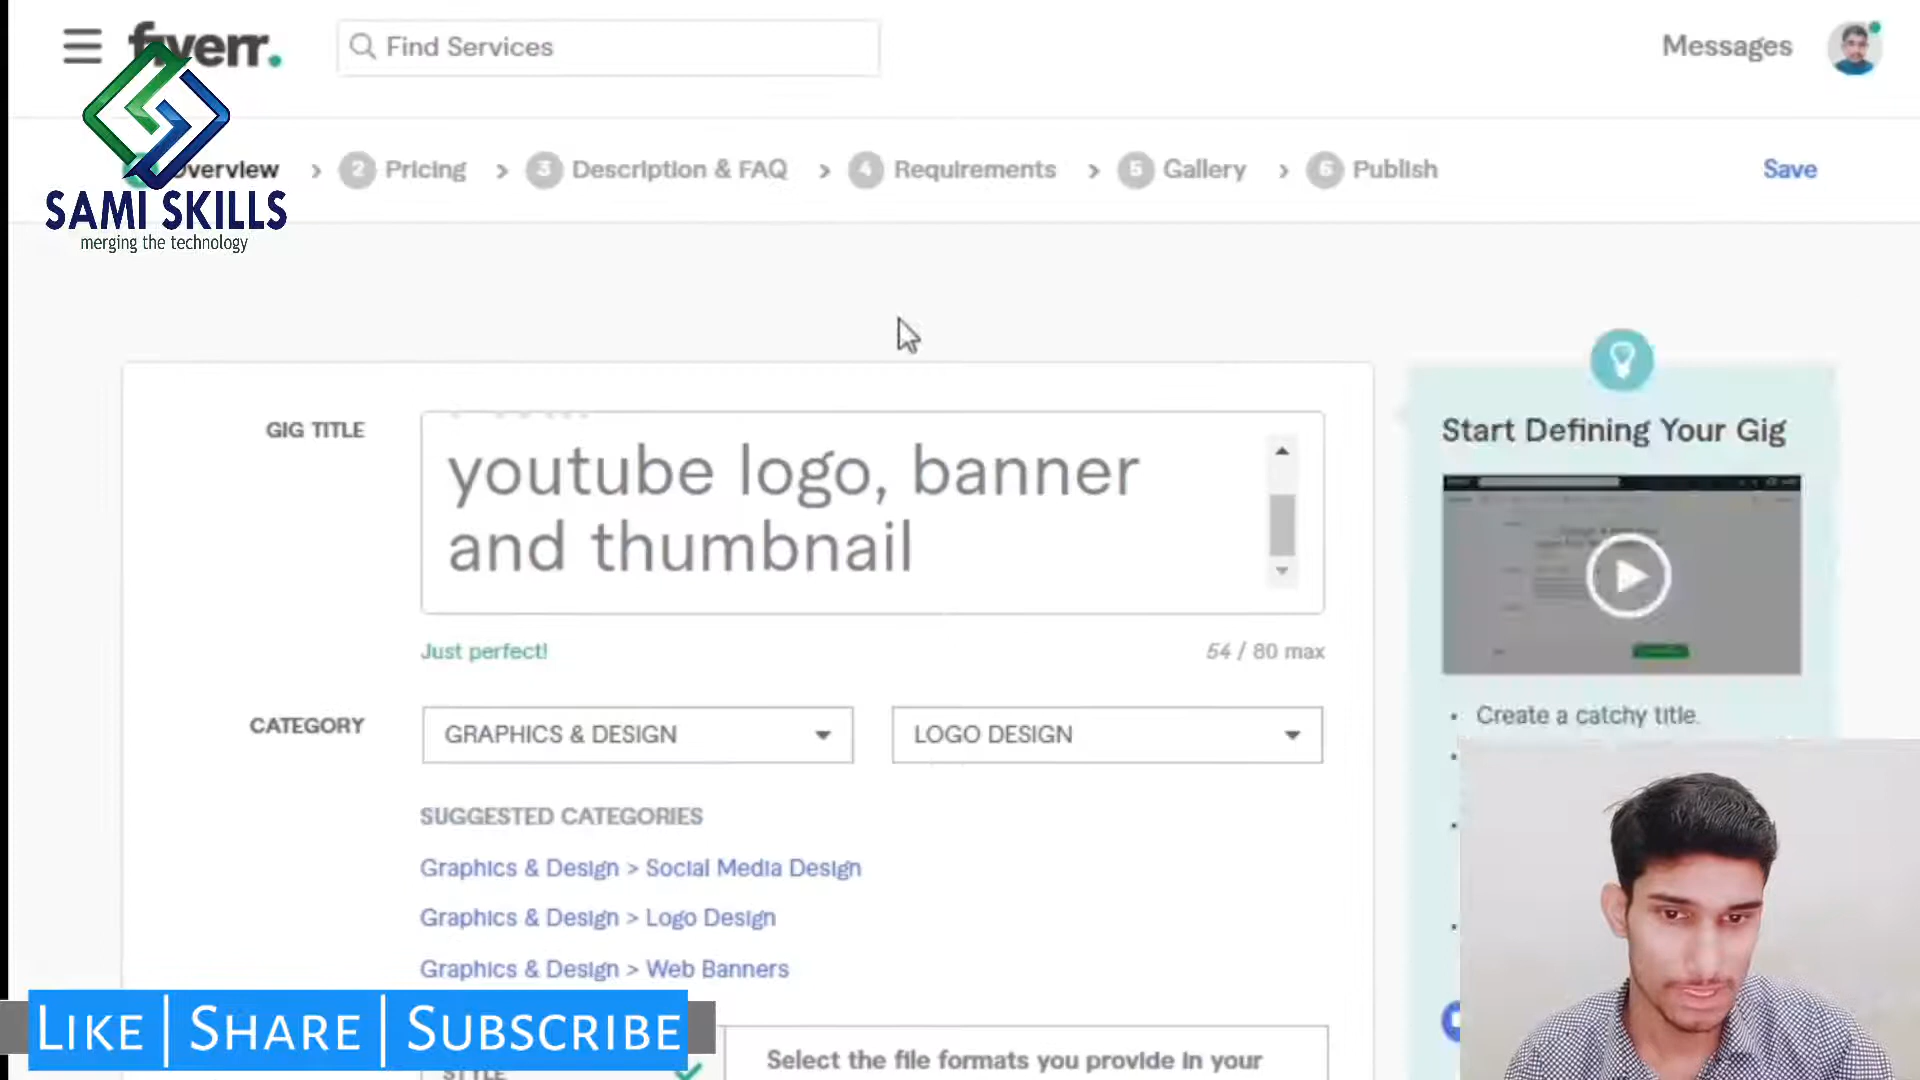 fiverr.
Find Services
Messages
Overview
2 Pricing
3 Description & FAQ
4 Requirements
5 Gallery
6 Publish
Save
SAMI SKILLS
merging the technology
GIG TITLE
youtube logo, banner
and thumbnail
Just perfect!
54 / 80 max
Start Defining Your Gig
Create a catchy title.
CATEGORY
GRAPHICS & DESIGN
LOGO DESIGN
SUGGESTED CATEGORIES
Graphics & Design > Social Media Design
Graphics & Design > Logo Design
Graphics & Design > Web Banners
LIKE | SHARE | SUBSCRIBE
STYLE
Select the file formats you provide in your